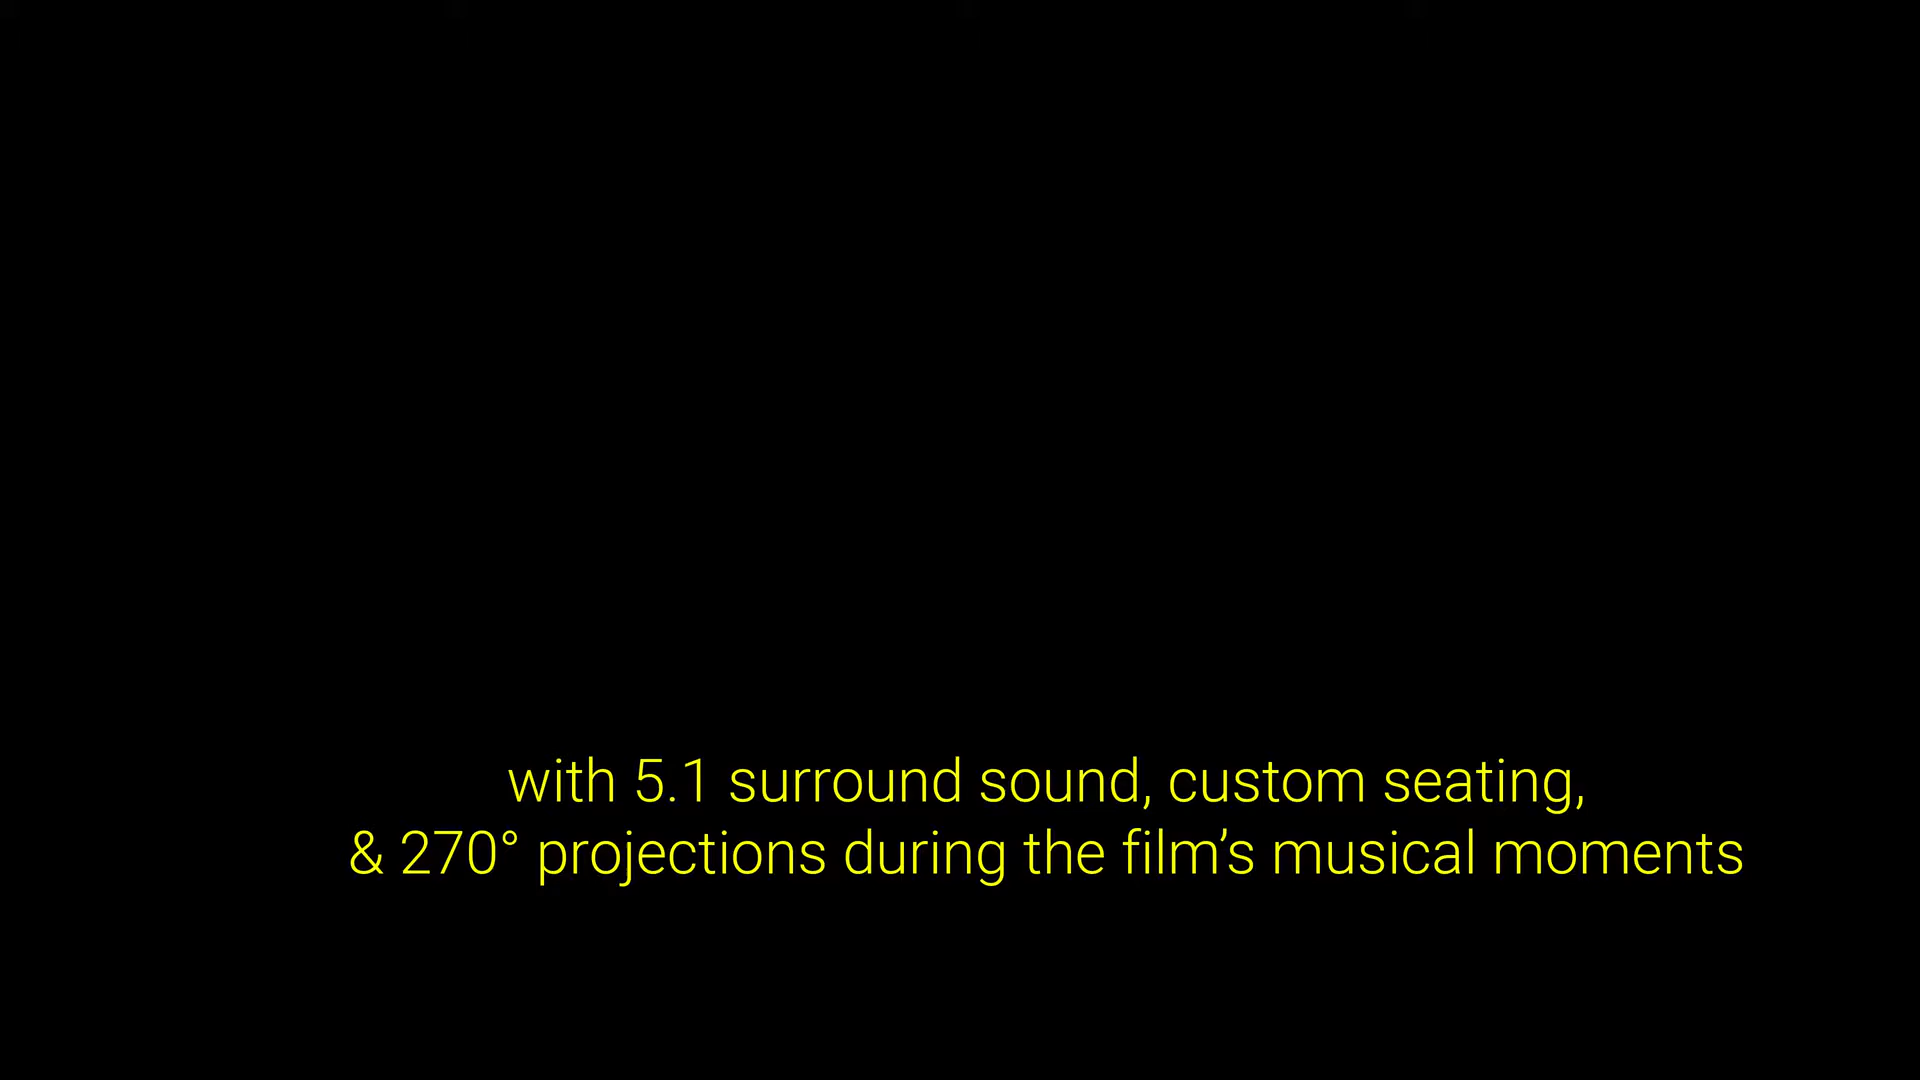 with 5.1 surround sound, custom seating,
& 270° projections during the film’s musical moments